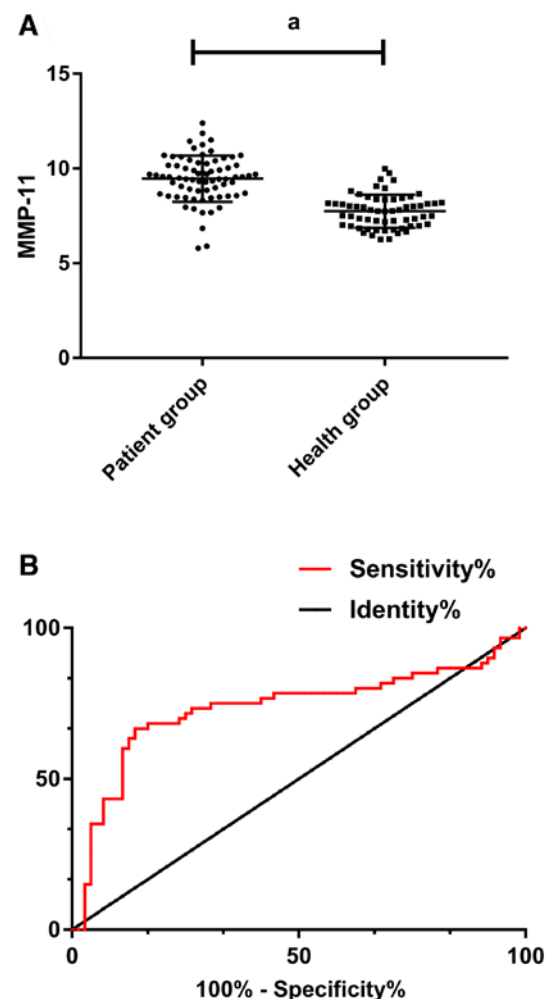 A
a
15
10
5
0
MMP-11
Patient group
Health group
B
Sensitivity%
Identity%
100
50
0
0
50
100
100% - Specificity%